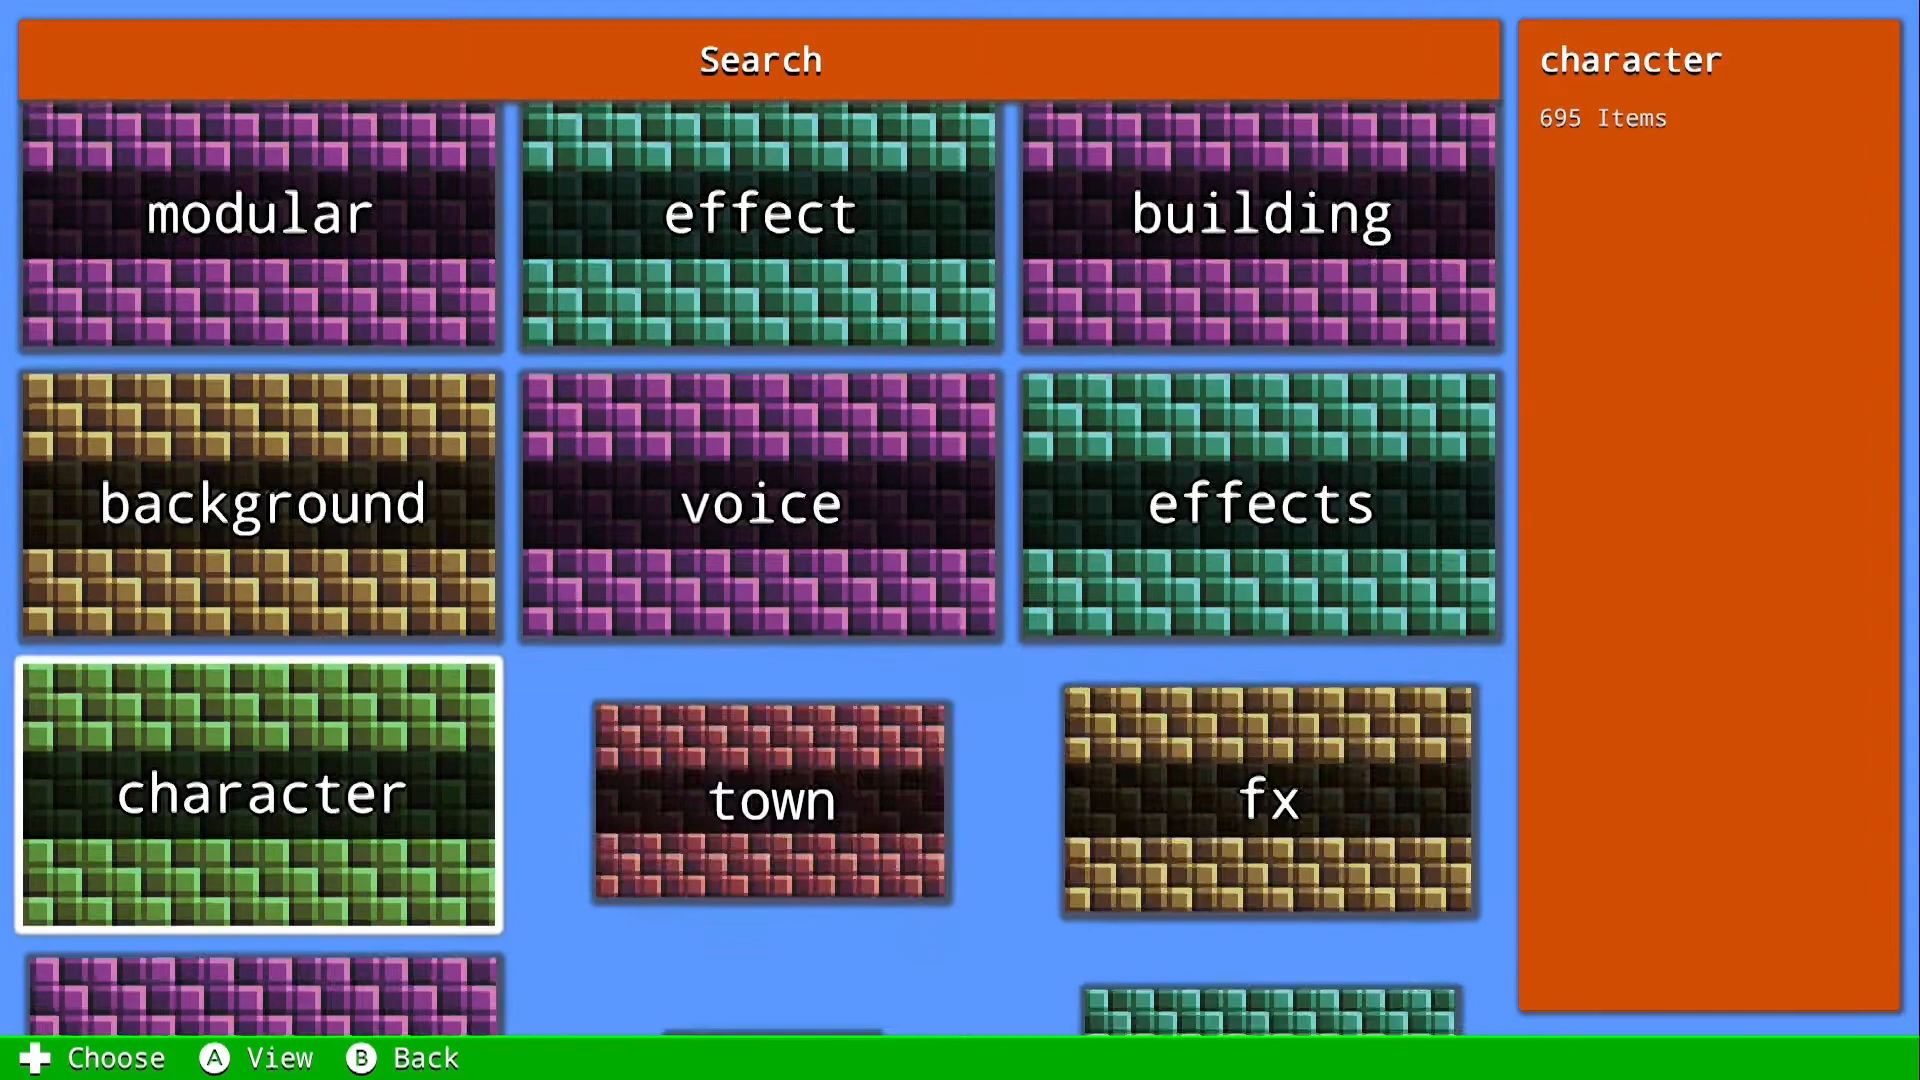 Search
character
695 Items
modular
effect
building
background
voice
effects
character
town
fx
Choose
A View
B Back